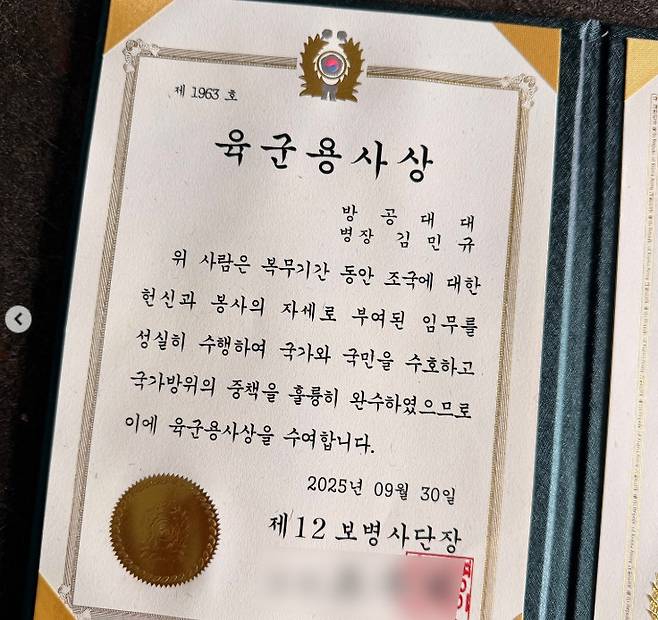 제 1963 호
육군용사상
방 공 대 대
병장 김 민 규
위 사람은 복무기간 동안 조국에 대한
헌신과 봉사의 자세로 부여된 임무를
성실히 수행하여 국가와 국민을 수호하고
국가방위의 중책을 훌륭히 완수하였으므로
이에 육군용사상을 수여합니다.
2025년 09월 30일
제12보병사단장